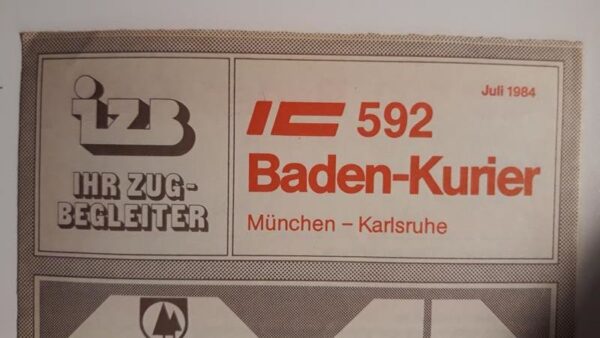 izb
IHR ZUG-
BEGLEITER
Juli 1984
IC 592
Baden-Kurier
München – Karlsruhe